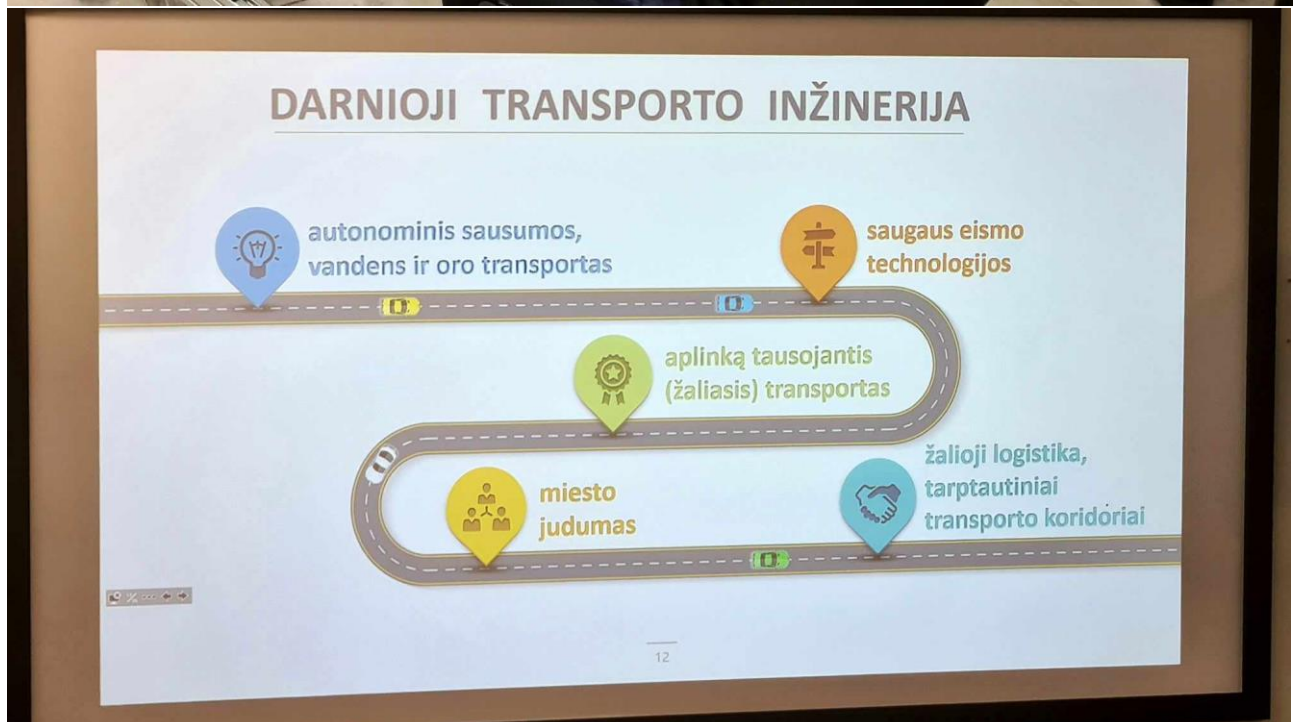 DARNIOJI TRANSPORTO INŽINERIJA
autonominis sausumos,
vandens ir oro transportas
saugaus eismo
technologijos
aplinką tausojantis
(žaliasis) transportas
miesto
judumas
žalioji logistika,
tarptautiniai
transporto koridoriai
12